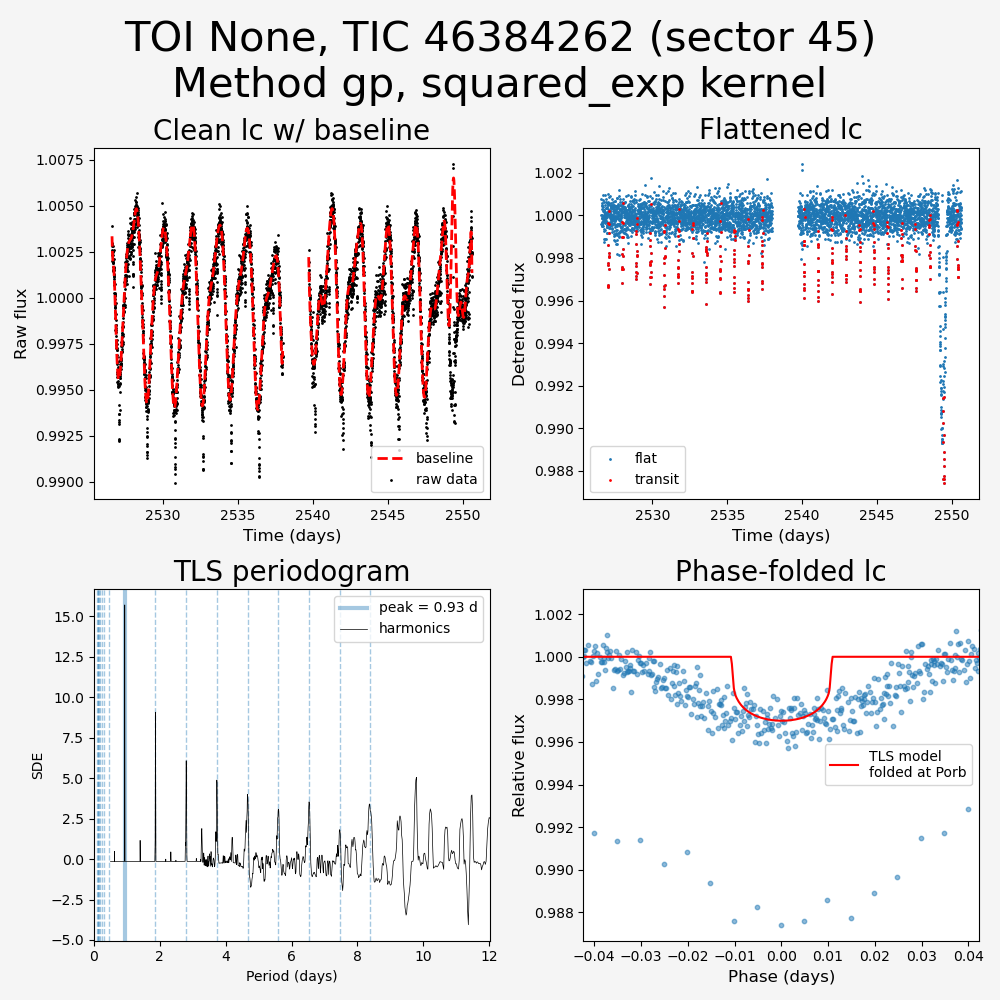 TOI None, TIC 46384262 (sector 45)
Method gp, squared_exp kernel
Clean lc w/ baseline
Raw flux
1.0075
1.0050
1.0025
1.0000
0.9975
0.9950
0.9925
0.9900
baseline
raw data
2530
2535
2540
2545
2550
Time (days)
Flattened lc
Detrended flux
1.002
1.000
0.998
0.996
0.994
0.992
0.990
0.988
flat
transit
2530
2535
2540
2545
2550
Time (days)
TLS periodogram
SDE
15.0
12.5
10.0
7.5
5.0
2.5
0.0
−2.5
−5.0
peak = 0.93 d
harmonics
0
2
4
6
8
10
12
Period (days)
Phase-folded lc
Relative flux
1.002
1.000
0.998
0.996
0.994
0.992
0.990
0.988
TLS model
folded at Porb
−0.04
−0.03
−0.02
−0.01
0.00
0.01
0.02
0.03
0.04
Phase (days)